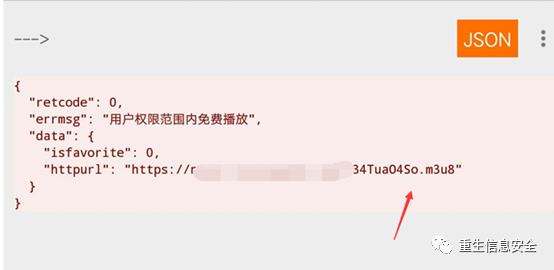 --->
JSON
{
"retcode": 0,
"errmsg": "用户权限范围内免费播放",
"data": {
"isfavorite": 0,
"httpurl": "https://r 34TuaO4So.m3u8"
}
}
重生信息安全